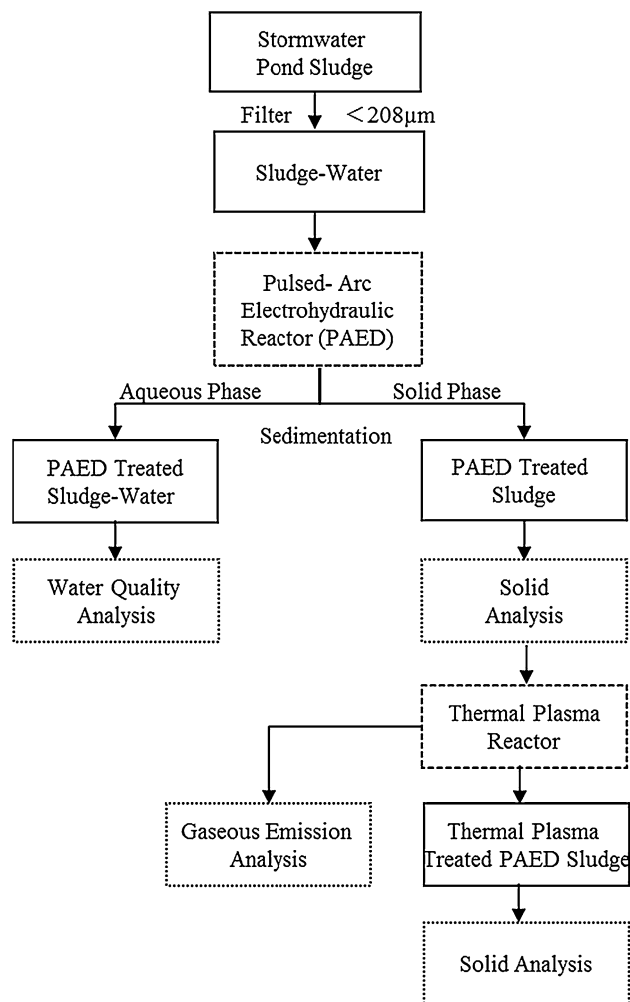 Stormwater
Pond Sludge
Filter <208μm
Sludge-Water
Pulsed- Arc
Electrohydraulic
Reactor (PAED)
Aqueous Phase
Solid Phase
Sedimentation
PAED Treated
Sludge-Water
PAED Treated
Sludge
Water Quality
Analysis
Solid
Analysis
Thermal Plasma
Reactor
Gaseous Emission
Analysis
Thermal Plasma
Treated PAED Sludge
Solid Analysis